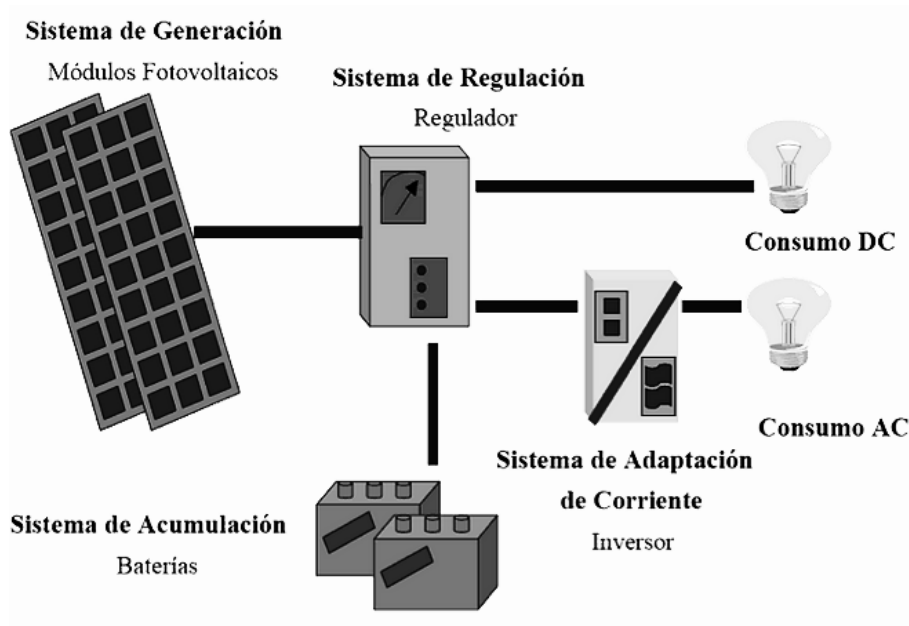 Sistema de Generación
Módulos Fotovoltaicos
Sistema de Regulación
Regulador
Consumo DC
Consumo AC
Sistema de Adaptación
de Corriente
Inversor
Sistema de Acumulación
Baterías